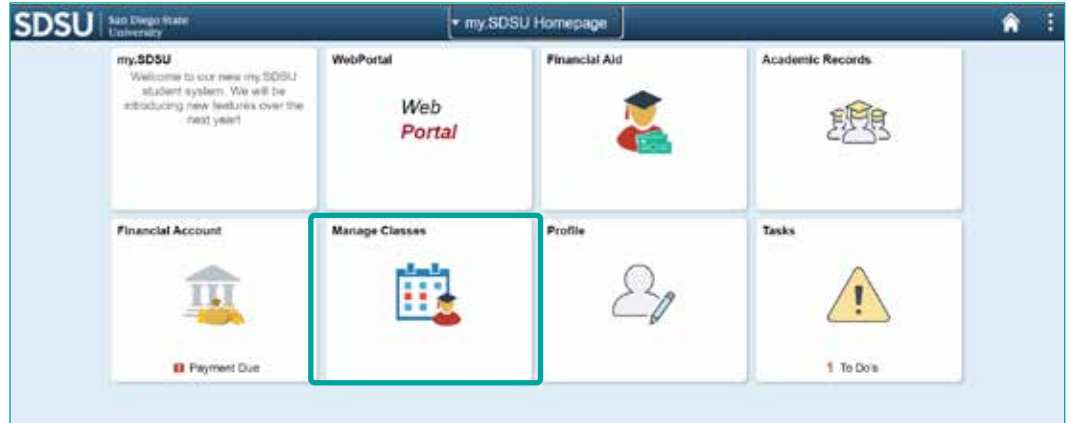 SDSU
San Diego State
University
my.SDSU Homepage
my.SDSU
Welcome to our new my.SDSU
student system. We will be
introducing new features over the
next year!
WebPortal
Web
Portal
Financial Aid
Academic Records
Financial Account
Payment Due
Manage Classes
Profile
Tasks
1 To Do's